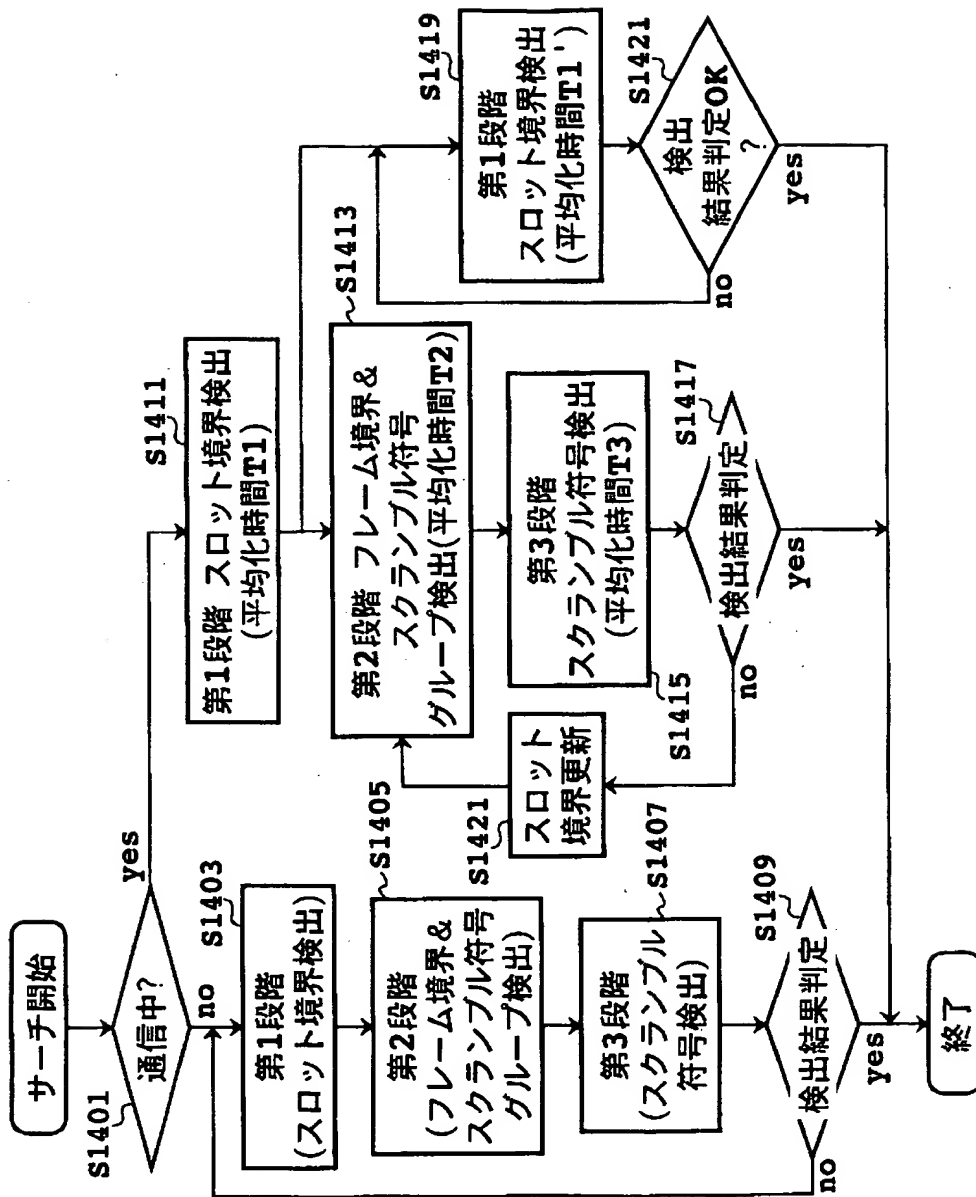 サーチ開始
S1401
通信中?
yes
no
S1403
第1段階
(スロット境界検出)
S1405
第2段階
(フレーム境界&
スクランブル符号
グループ検出)
S1407
第3段階
(スクランブル
符号検出)
S1409
検出結果判定
no
yes
終了
S1411
第1段階 スロット境界検出
(平均化時間T1)
S1413
第2段階 フレーム境界&
スクランブル符号
グループ検出(平均化時間T2)
S1415
第3段階
スクランブル符号検出
(平均化時間T3)
S1417
検出結果判定
no
yes
S1421
スロット
境界更新
S1419
第1段階
スロット境界検出
(平均化時間T1')
S1421
検出
結果判定OK
?
no
yes